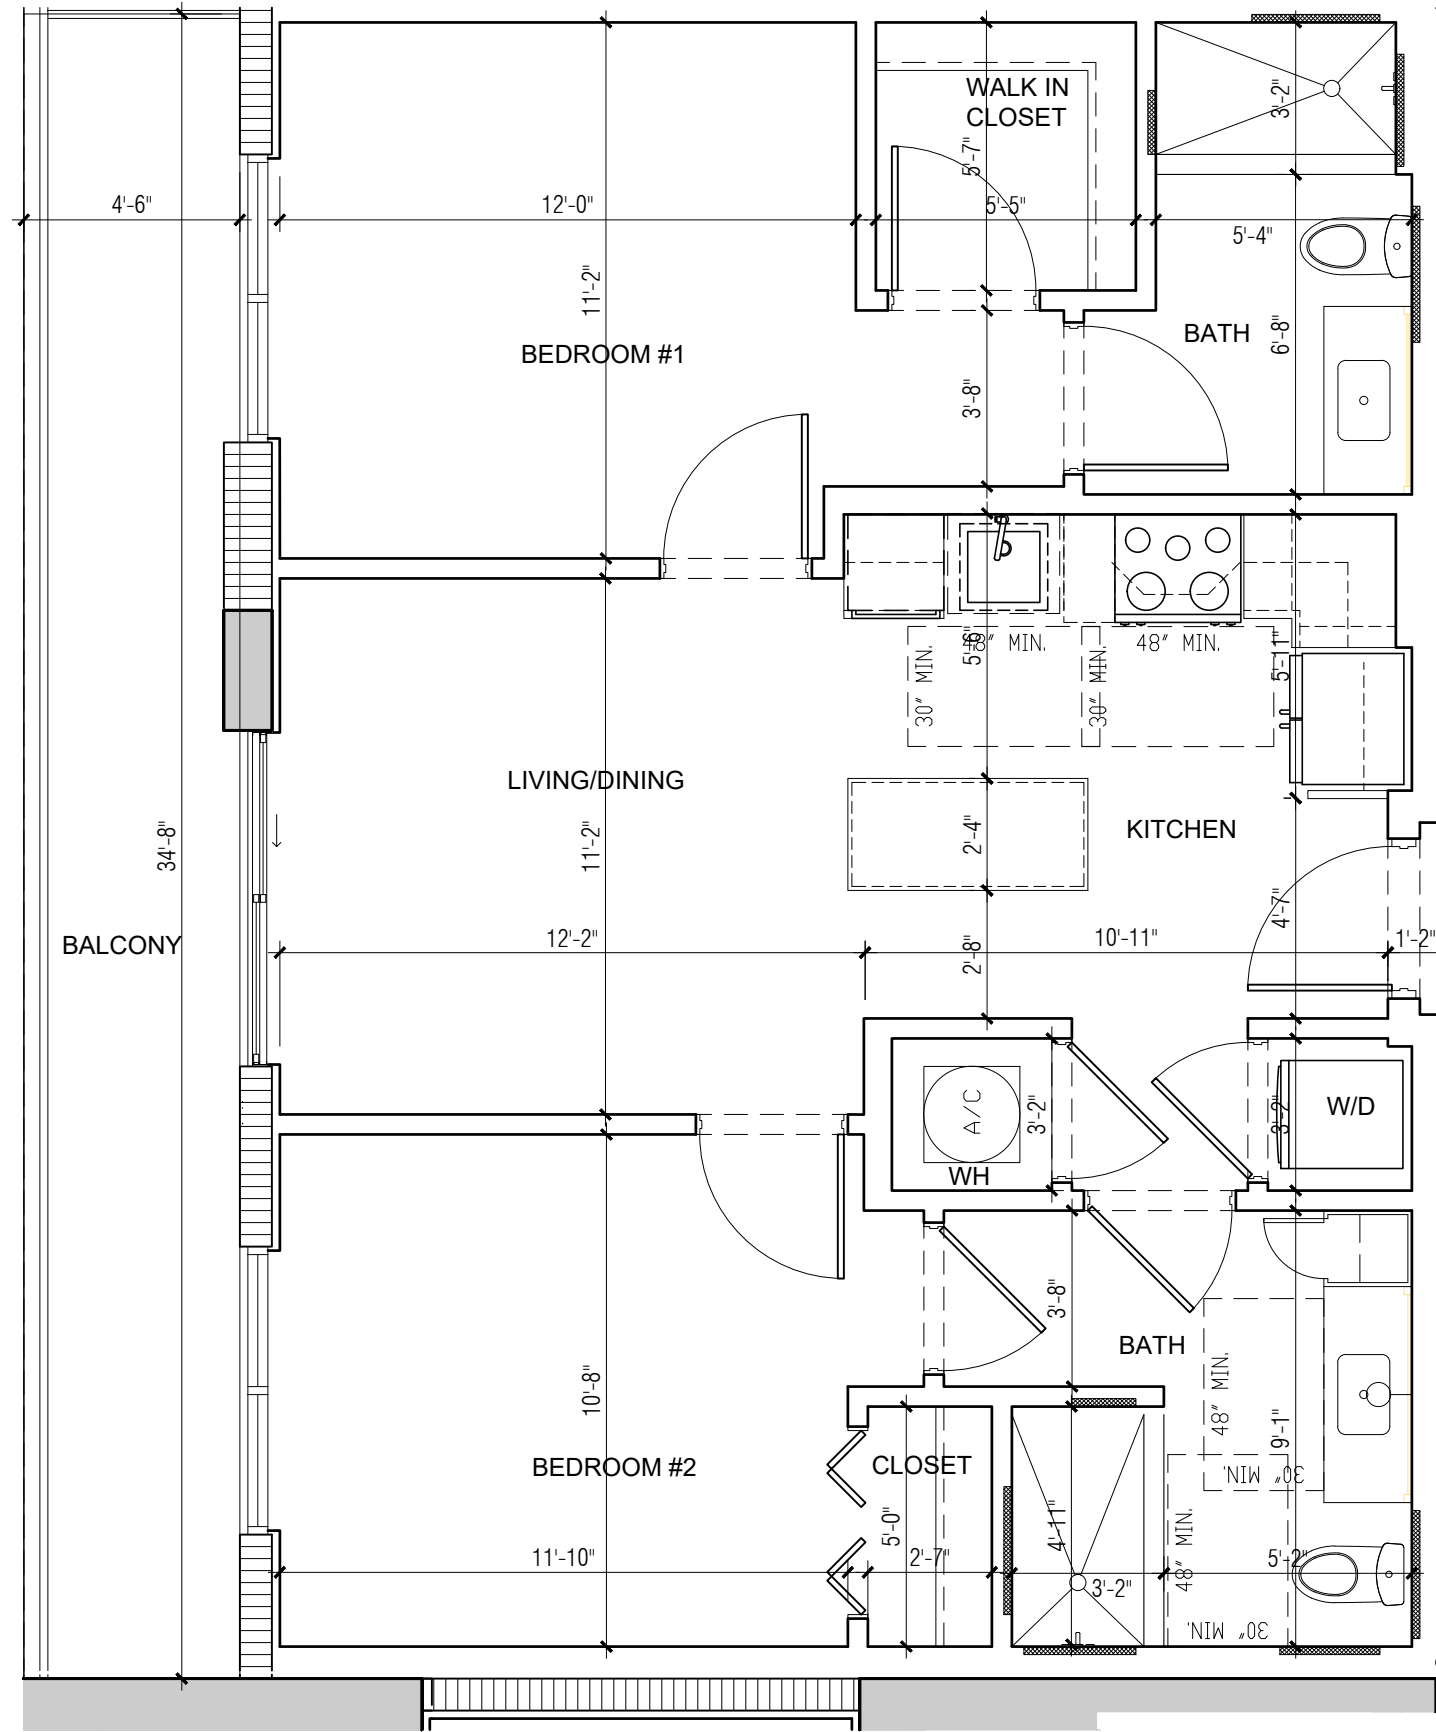 WALK IN
CLOSET
3'-2"
5'-7"
4'-6"
12'-0"
5'-5"
5'-4"
11'-2"
BATH
6'-8"
BEDROOM #1
3'-8"
48" MIN.
48" MIN.
5'-6"
5'-11"
30" MIN.
30" MIN.
LIVING/DINING
KITCHEN
34'-8"
11'-2"
2'-4"
4'-7"
BALCONY
12'-2"
10'-11"
1'-2"
2'-8"
A/C
3'-2"
3'-2"
W/D
WH
3'-8"
BATH
10'-8"
48" MIN.
9'-1"
BEDROOM #2
CLOSET
30" MIN.
5'-0"
4'-11"
48" MIN.
11'-10"
2'-7"
5'-2"
3'-2"
30" MIN.